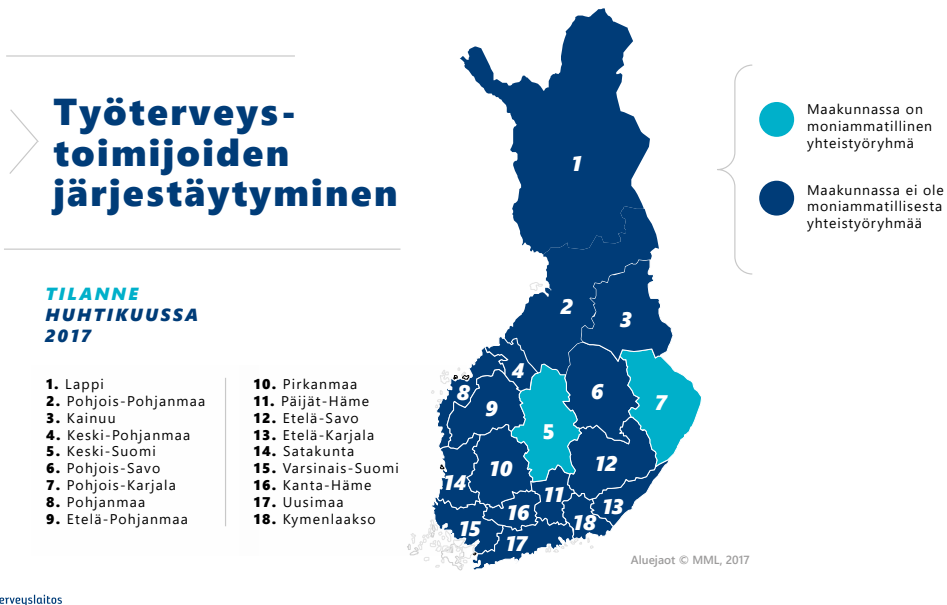 Työterveys-
toimijoiden
järjestäytyminen
TILANNE
HUHTIKUUSSA
2017
1. Lappi
2. Pohjois-Pohjanmaa
3. Kainuu
4. Keski-Pohjanmaa
5. Keski-Suomi
6. Pohjois-Savo
7. Pohjois-Karjala
8. Pohjanmaa
9. Etelä-Pohjanmaa
10. Pirkanmaa
11. Päijät-Häme
12. Etelä-Savo
13. Etelä-Karjala
14. Satakunta
15. Varsinais-Suomi
16. Kanta-Häme
17. Uusimaa
18. Kymenlaakso
1
2
3
4
8
9
5
6
7
10
12
14
11
13
16
15
18
17
Maakunnassa on
moniammatillinen
yhteistyöryhmä
Maakunnassa ei ole
moniammatillisesta
yhteistyöryhmää
Aluejaot © MML, 2017
erveyslaitos